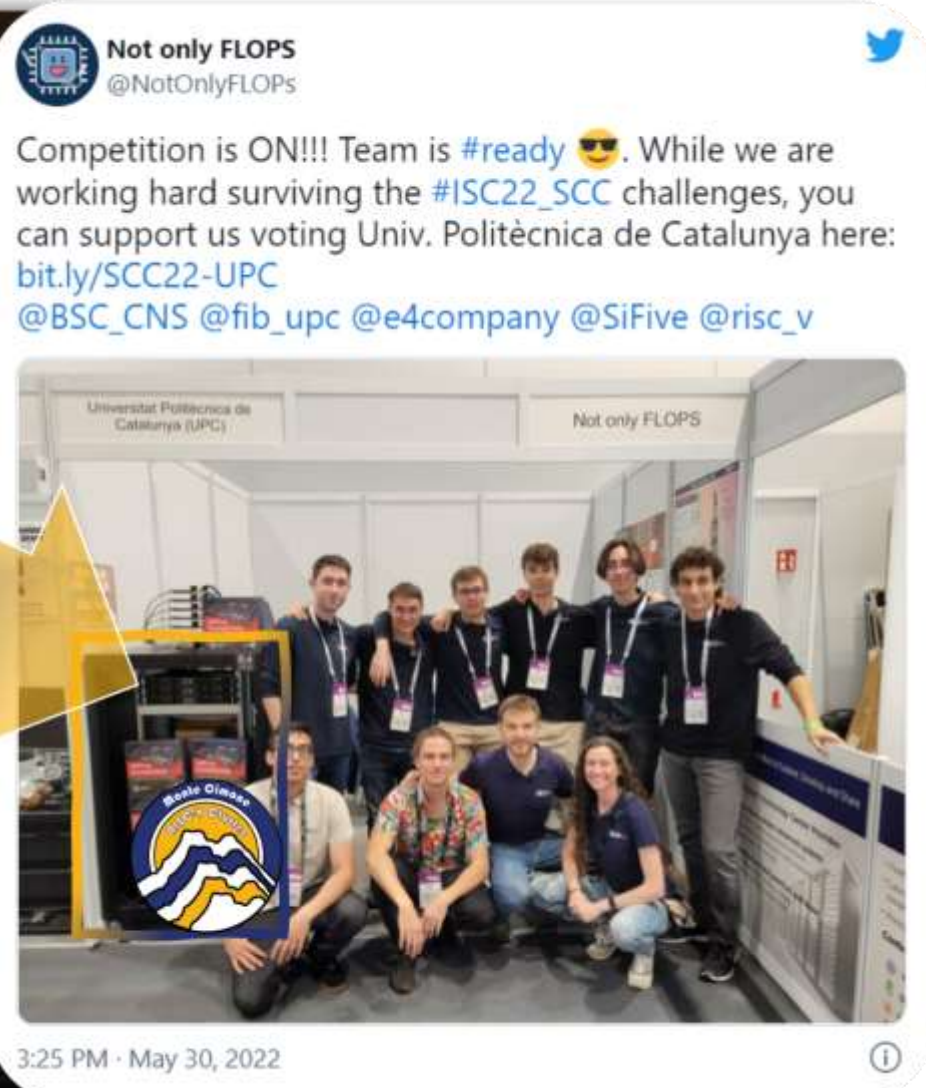 Not only FLOPS
@NotOnlyFLOPs
Competition is ON!!! Team is #ready 😎. While we are
working hard surviving the #ISC22_SCC challenges, you
can support us voting Univ. Politècnica de Catalunya here:
bit.ly/SCC22-UPC
@BSC_CNS @fib_upc @e4company @SiFive @risc_v
Universitat Politècnica de
Catalunya (UPC)
Not only FLOPS
Monte Cimone
3:25 PM · May 30, 2022